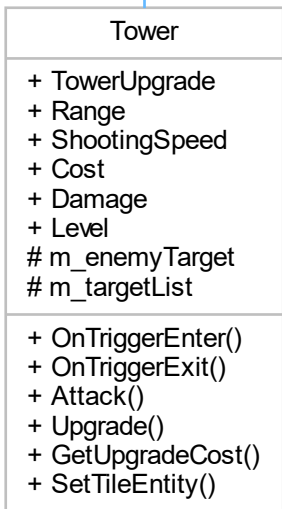 Tower
+ TowerUpgrade
+ Range
+ ShootingSpeed
+ Cost
+ Damage
+ Level
# m_enemyTarget
# m_targetList
+ OnTriggerEnter()
+ OnTriggerExit()
+ Attack()
+ Upgrade()
+ GetUpgradeCost()
+ SetTileEntity()